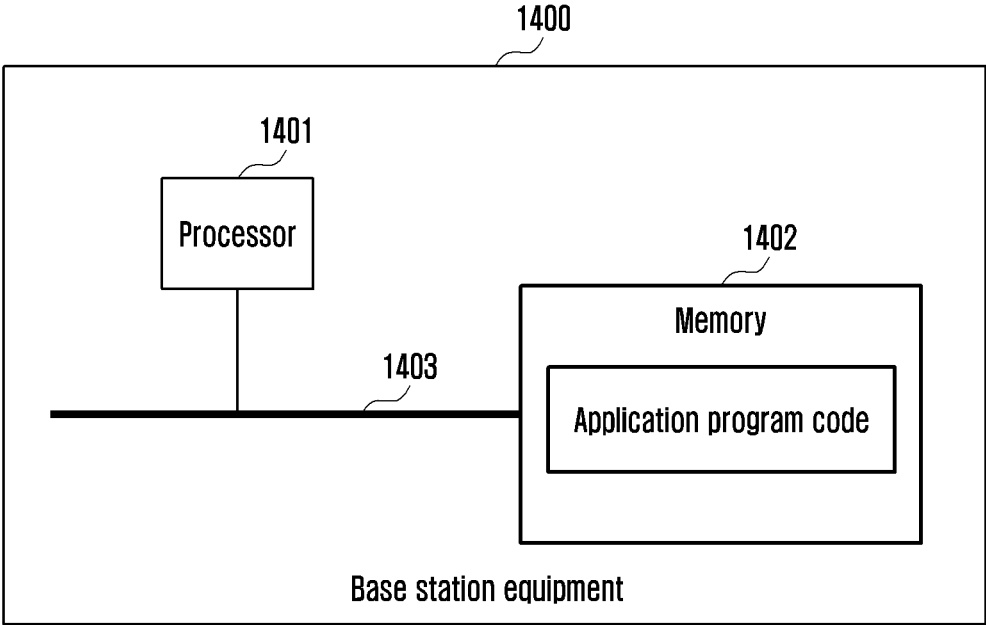 1400
1401
Processor
1402
Memory
1403
Application program code
Base station equipment